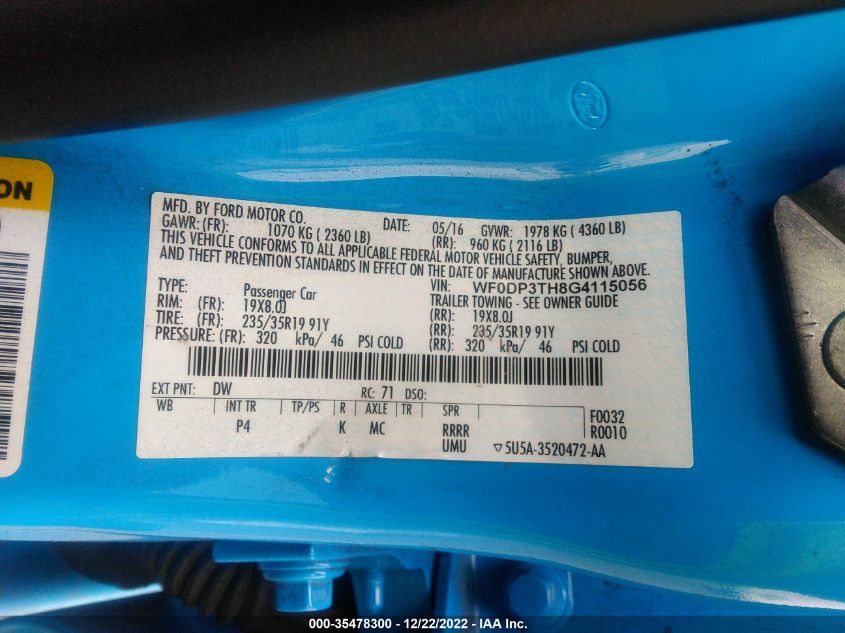 Ford
ON
MFD. BY FORD MOTOR CO. DATE: 05/16 GVWR: 1978 KG ( 4360 LB)
GAWR: (FR): 1070 KG ( 2360 LB) (RR): 960 KG ( 2116 LB)
THIS VEHICLE CONFORMS TO ALL APPLICABLE FEDERAL MOTOR VEHICLE SAFETY, BUMPER,
AND THEFT PREVENTION STANDARDS IN EFFECT ON THE DATE OF MANUFACTURE SHOWN ABOVE.
VIN: WF0DP3TH8G4115056
TYPE: Passenger Car TRAILER TOWING - SEE OWNER GUIDE
RIM: (FR): 19X8.0J (RR): 19X8.0J
TIRE: (FR): 235/35R19 91Y (RR): 235/35R19 91Y
PRESSURE: (FR): 320 kPa/ 46 PSI COLD (RR): 320 kPa/ 46 PSI COLD
EXT PNT: DW RC: 71 DSO:
WB INT TR TP/PS R AXLE TR SPR F0032
P4 K MC RRRR R0010
UMU ▽5U5A-3520472-AA
000-35478300 - 12/22/2022 - IAA Inc.